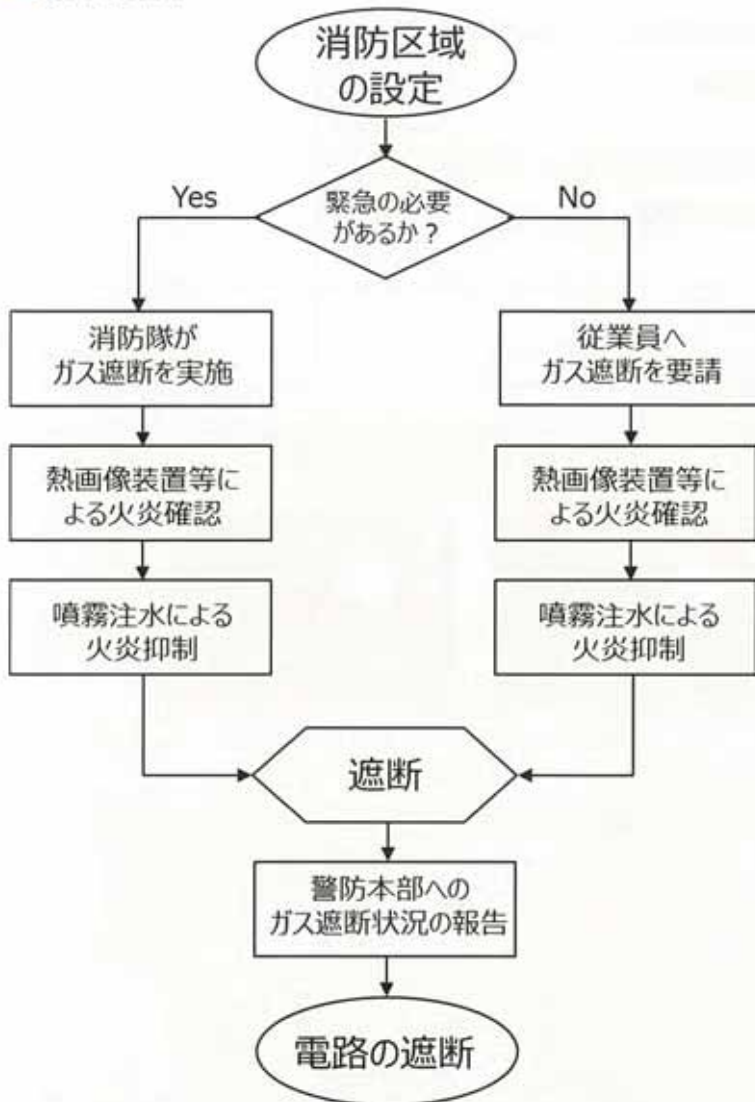 消防区域
の設定
緊急の必要
があるか？
Yes
No
消防隊が
ガス遮断を実施
従業員へ
ガス遮断を要請
熱画像装置等に
よる火炎確認
熱画像装置等に
よる火炎確認
噴霧注水による
火炎抑制
噴霧注水による
火炎抑制
遮断
警防本部への
ガス遮断状況の報告
電路の遮断